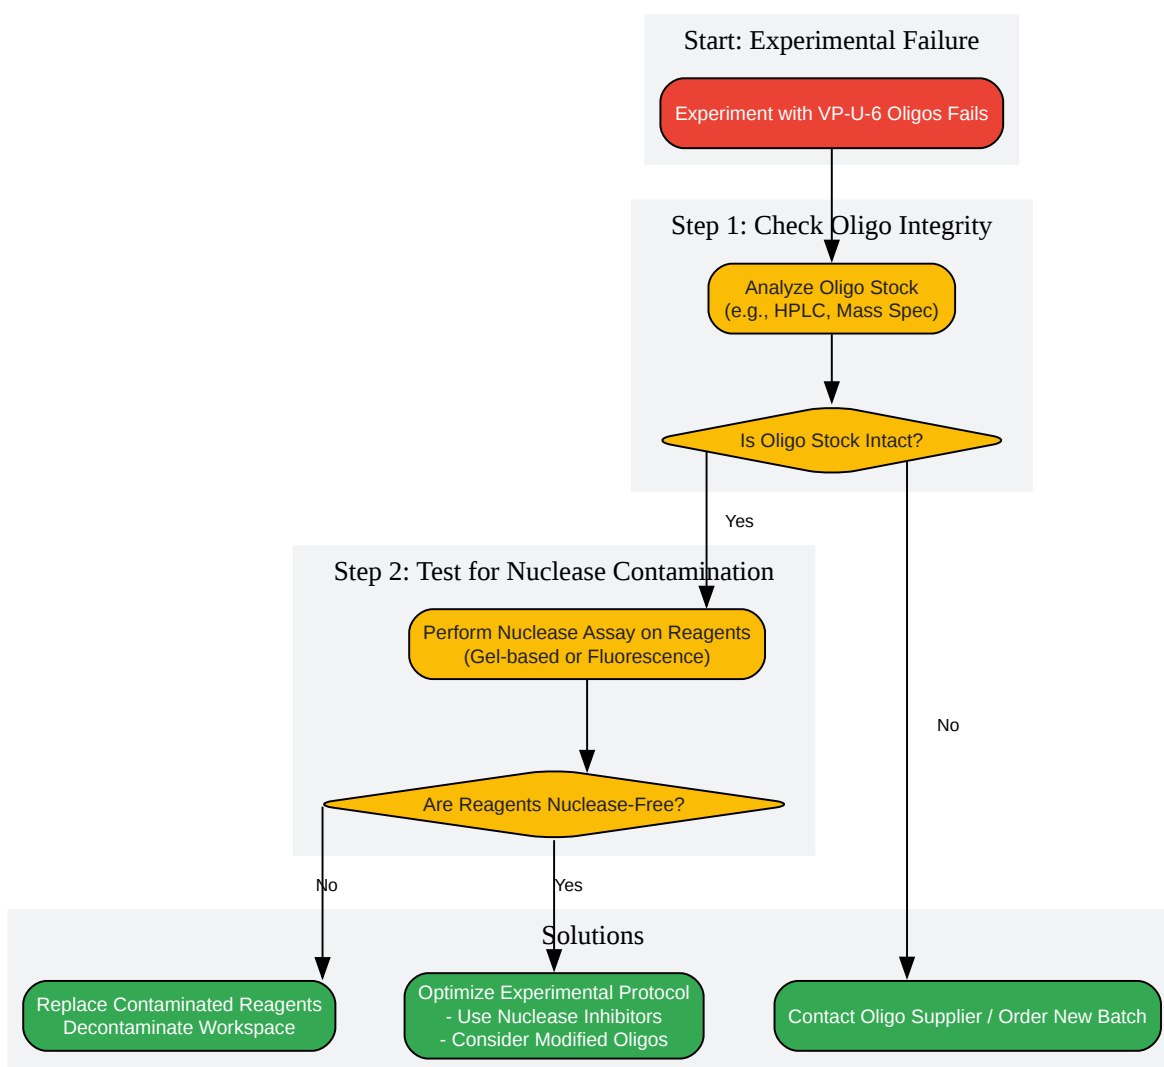 Start: Experimental Failure
Experiment with VP-U-6 Oligos Fails
Step 1: Check Oligo Integrity
Analyze Oligo Stock
(e.g., HPLC, Mass Spec)
Is Oligo Stock Intact?
Yes
Step 2: Test for Nuclease Contamination
Perform Nuclease Assay on Reagents
(Gel-based or Fluorescence)
No
Are Reagents Nuclease-Free?
No
Yes
Solutions
Replace Contaminated Reagents
Decontaminate Workspace
Optimize Experimental Protocol
- Use Nuclease Inhibitors
- Consider Modified Oligos
Contact Oligo Supplier / Order New Batch